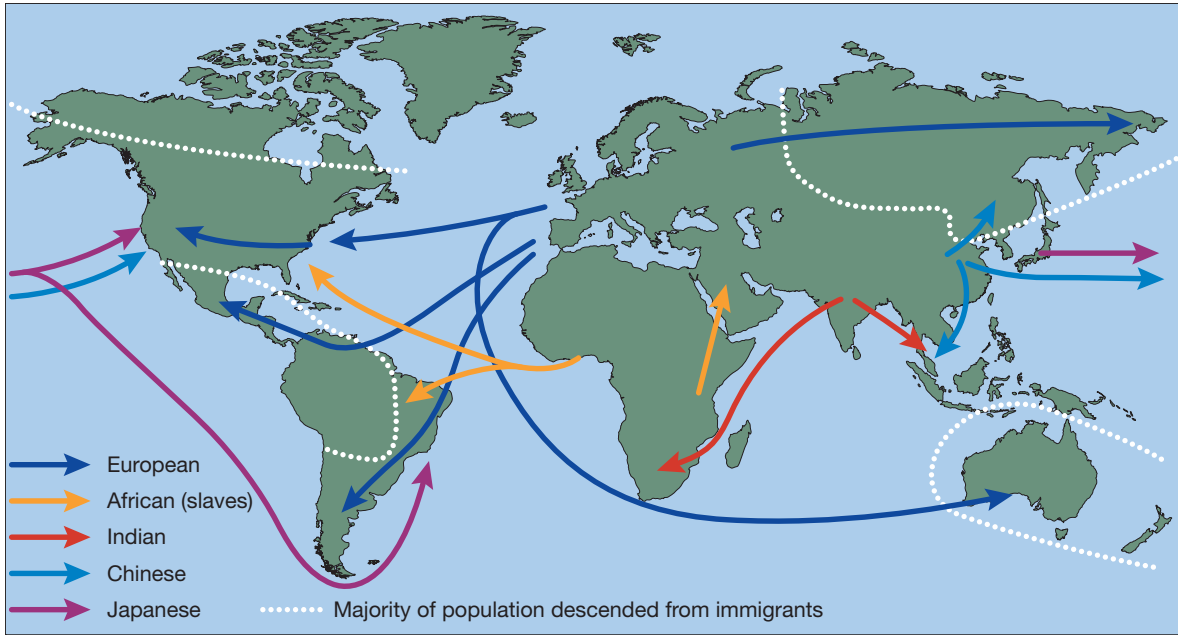 European
African (slaves)
Indian
Chinese
Japanese
Majority of population descended from immigrants